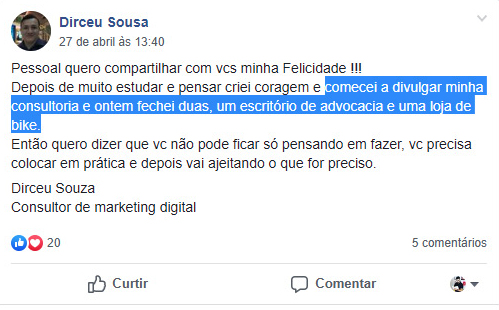 Dirceu Sousa
27 de abril às 13:40
Pessoal quero compartilhar com vcs minha Felicidade !!!
Depois de muito estudar e pensar criei coragem e comecei a divulgar minha
consultoria e ontem fechei duas, um escritório de advocacia e uma loja de
bike.
Então quero dizer que vc não pode ficar só pensando em fazer, vc precisa
colocar em prática e depois vai ajeitando o que for preciso.
Dirceu Souza
Consultor de marketing digital
20
5 comentários
Curtir
Comentar